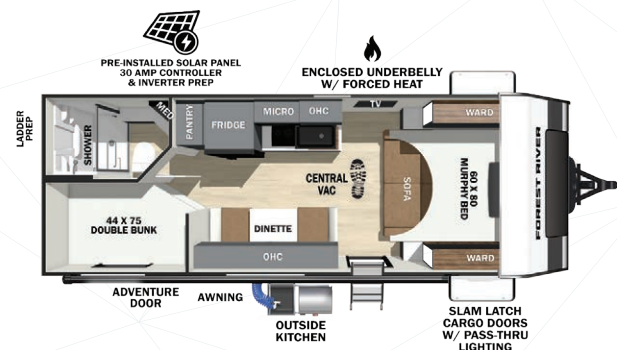 PRE-INSTALLED SOLAR PANEL
30 AMP CONTROLLER
& INVERTER PREP
ENCLOSED UNDERBELLY
W/ FORCED HEAT
LADDER
PREP
SHOWER
MED
PANTRY
FRIDGE
MICRO
OHC
TV
WARD
CENTRAL
VAC
SOFA
60 X 80
MURPHY BED
FOREST RIVER
44 X 75
DOUBLE BUNK
DINETTE
OHC
WARD
ADVENTURE
DOOR
AWNING
OUTSIDE
KITCHEN
SLAM LATCH
CARGO DOORS
W/ PASS-THRU
LIGHTING